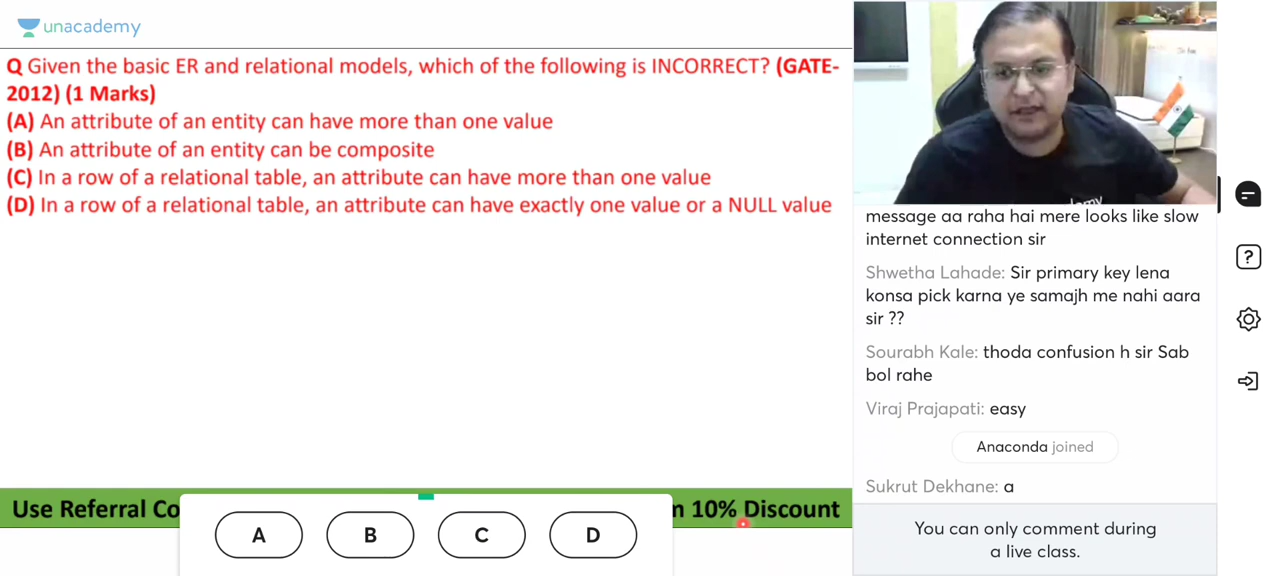 unacademy
Q Given the basic ER and relational models, which of the following is INCORRECT? (GATE-
2012) (1 Marks)
(A) An attribute of an entity can have more than one value
(B) An attribute of an entity can be composite
(C) In a row of a relational table, an attribute can have more than one value
(D) In a row of a relational table, an attribute can have exactly one value or a NULL value
Use Referral Co
n 10% Discount
A
B
C
D
message aa raha hai mere looks like slow
internet connection sir
Shwetha Lahade: Sir primary key lena
konsa pick karna ye samajh me nahi aara
sir ??
Sourabh Kale: thoda confusion h sir Sab
bol rahe
Viraj Prajapati: easy
Anaconda joined
Sukrut Dekhane: a
You can only comment during
a live class.
?